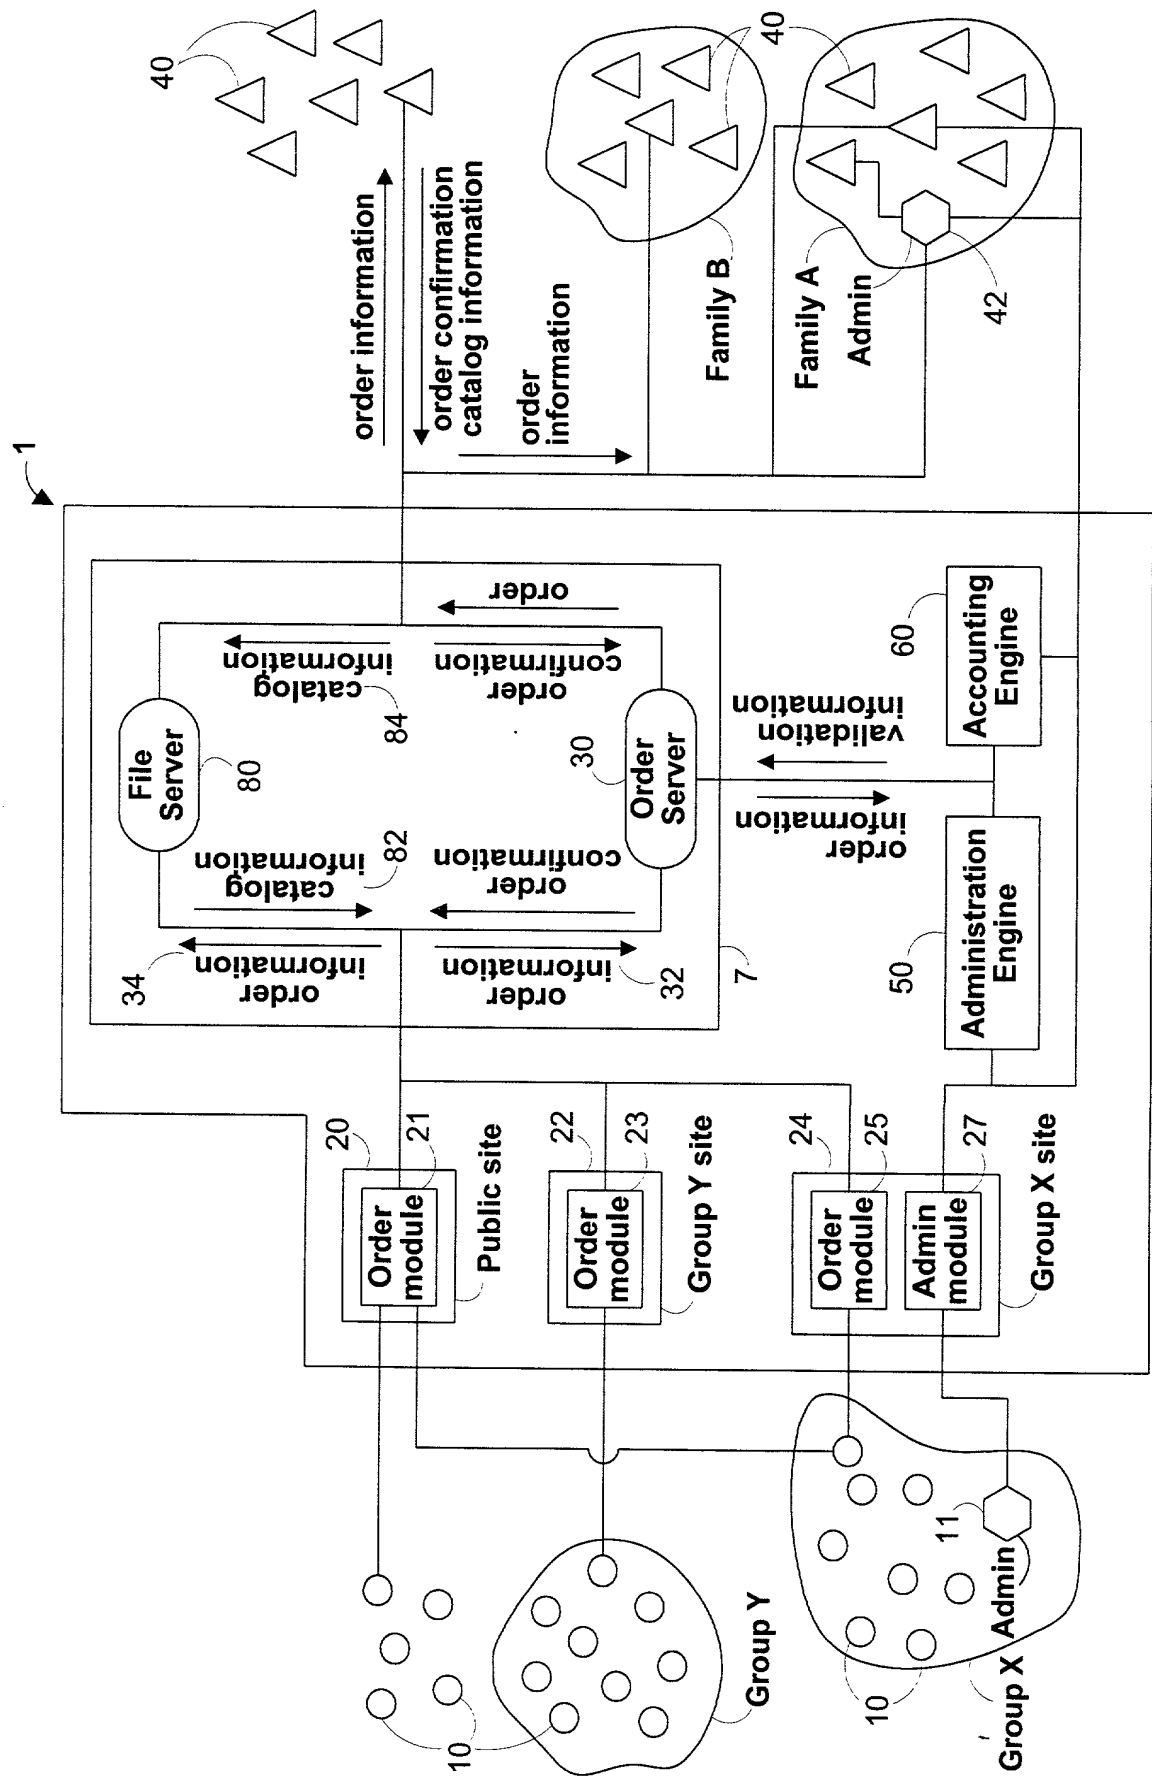 1
40
order information
order confirmation
catalog information
order
information
40
Family B
Family A
Admin
42
File
Server
80
catalog
information
84
order
confirmation
order
30
Order
Server
catalog
information
82
order
confirmation
order
information
34
order
information
32
7
validation
information
order
information
60
Accounting
Engine
50
Administration
Engine
20
21
Order
module
Public site
22
23
Order
module
Group Y site
24
25
Order
module
27
Admin
module
Group X site
10
Group Y
10
11
Admin
Group X